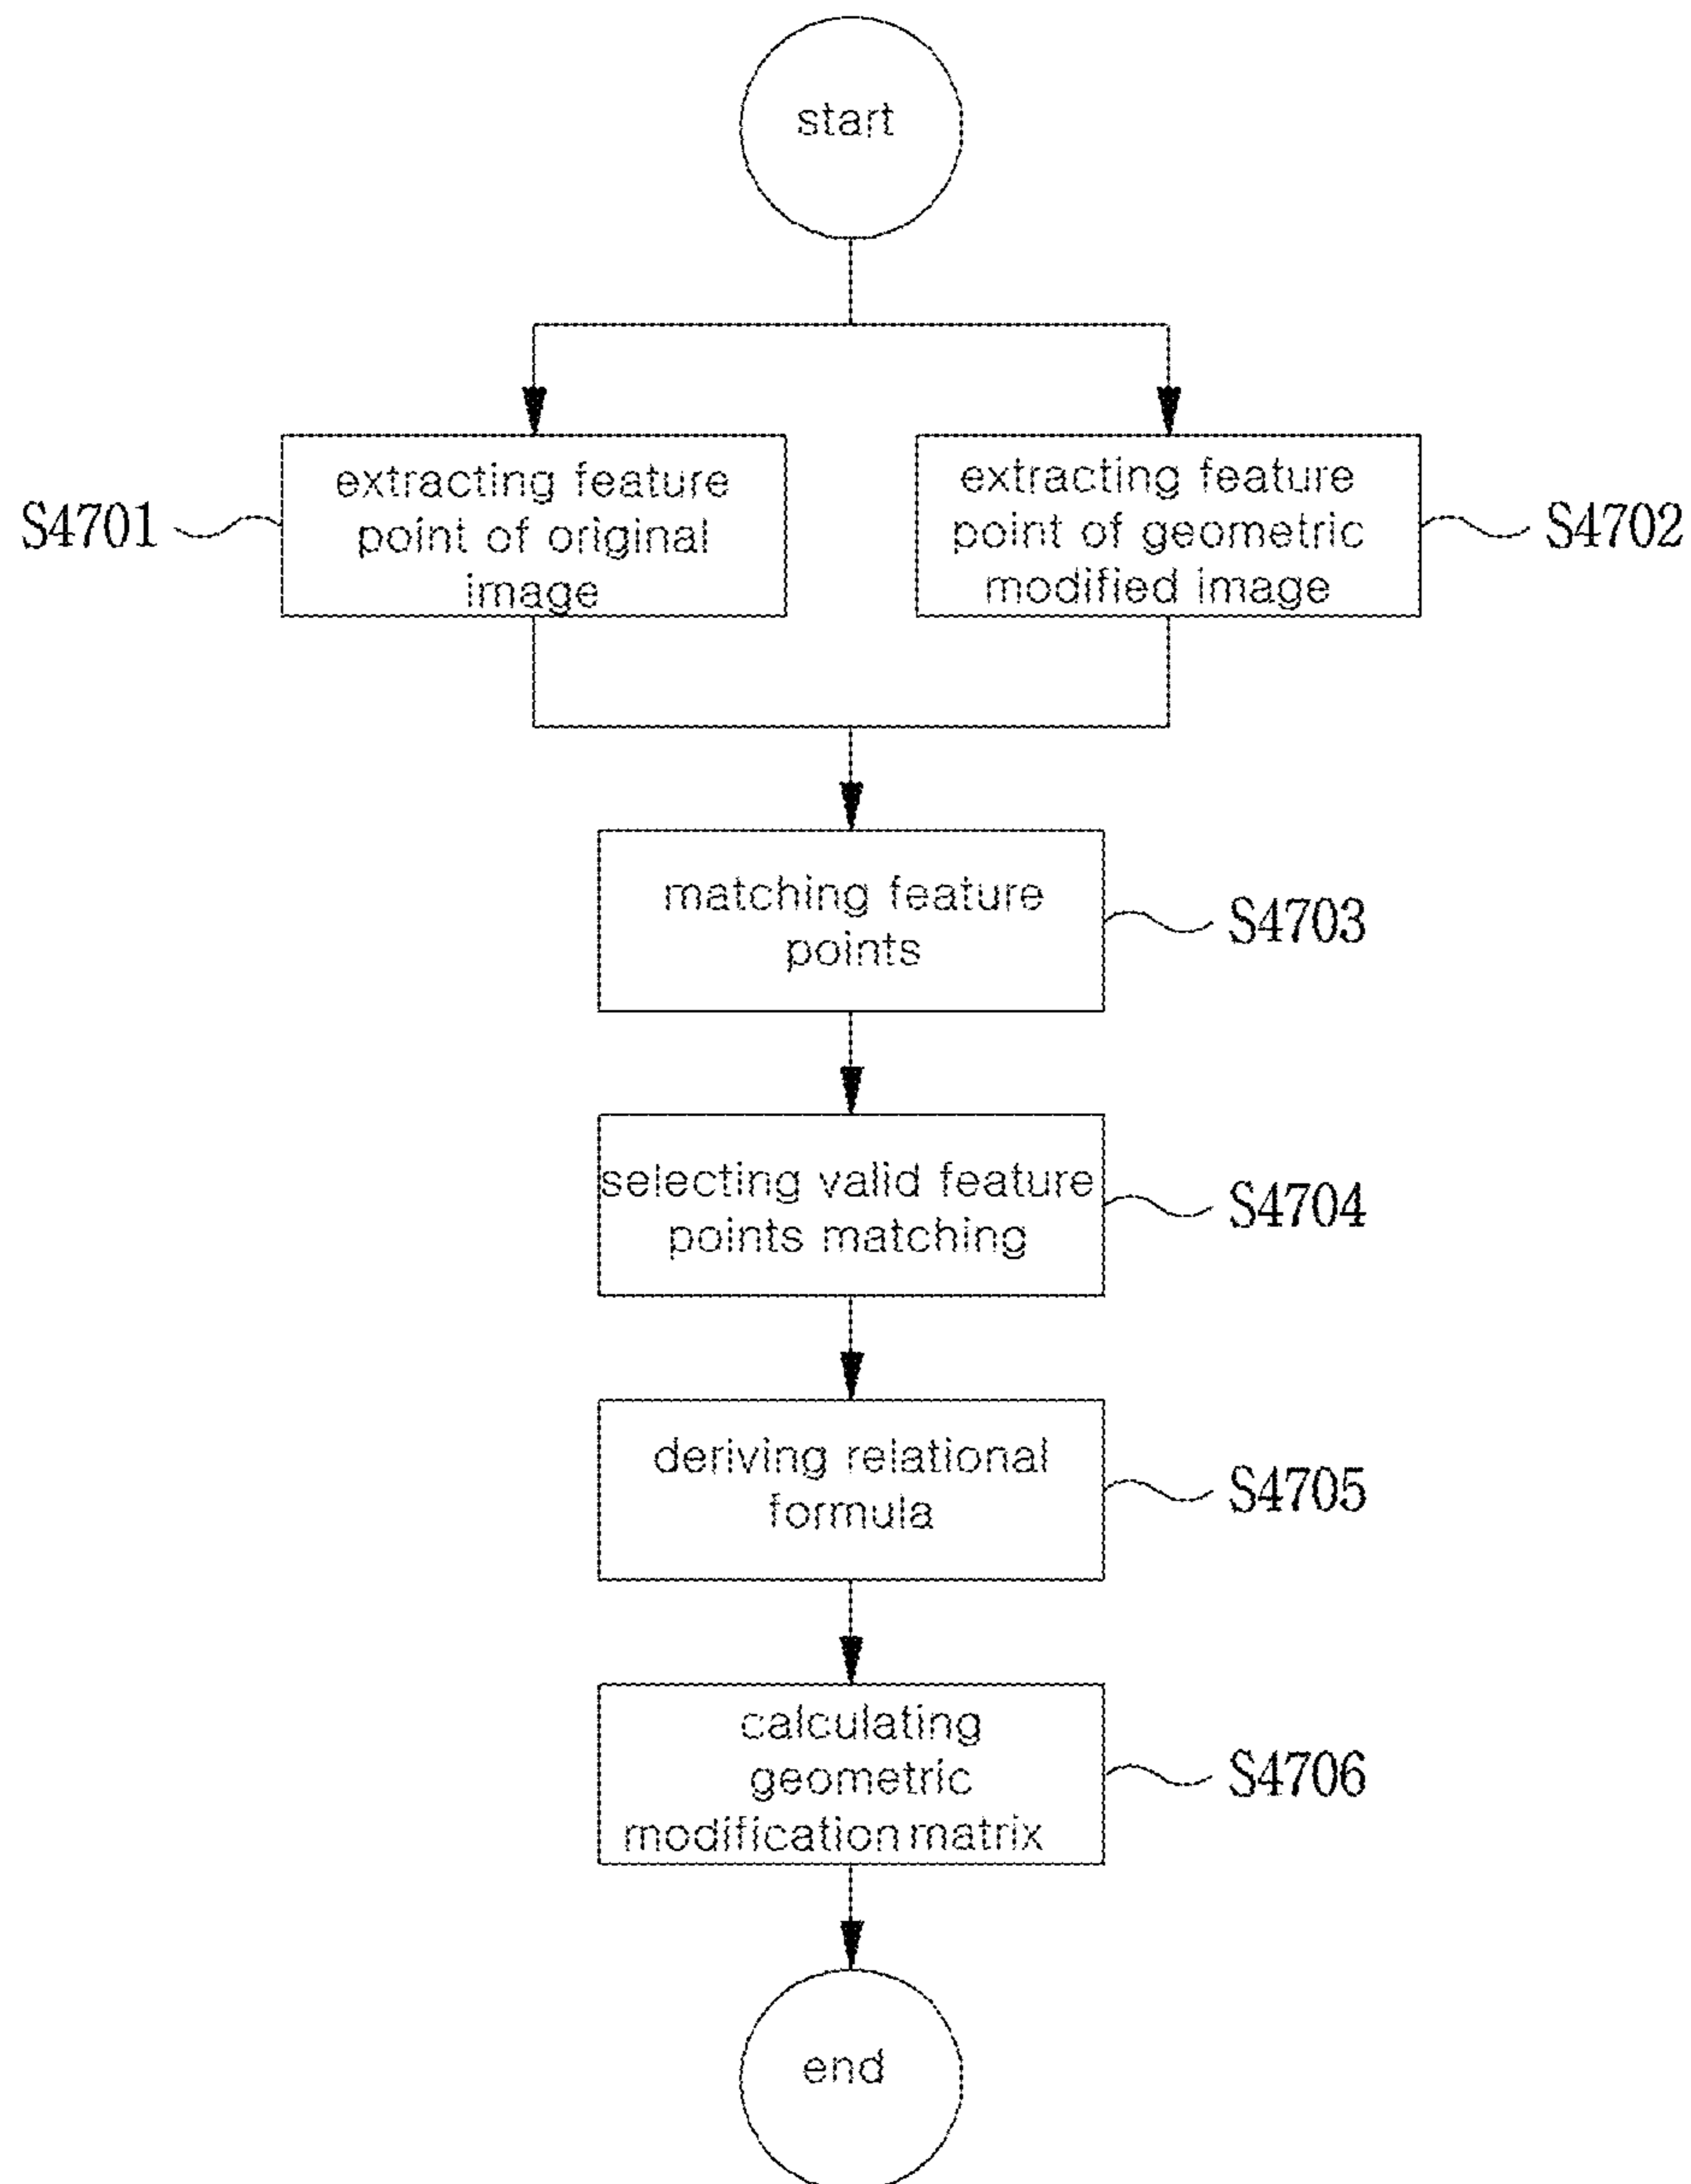 start
extracting feature
point of original
image
S4701
extracting feature
point of geometric
modified image
S4702
matching feature
points
S4703
selecting valid feature
points matching
S4704
deriving relational
formula
S4705
calculating
geometric
modification matrix
S4706
end